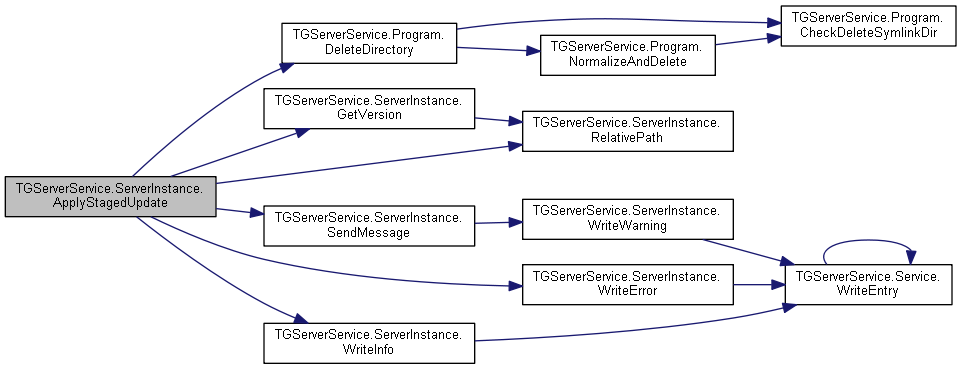 TGServerService.ServerInstance.
ApplyStagedUpdate
TGServerService.Program.
DeleteDirectory
TGServerService.Program.
CheckDeleteSymlinkDir
TGServerService.Program.
NormalizeAndDelete
TGServerService.ServerInstance.
GetVersion
TGServerService.ServerInstance.
RelativePath
TGServerService.ServerInstance.
SendMessage
TGServerService.ServerInstance.
WriteWarning
TGServerService.Service.
WriteEntry
TGServerService.ServerInstance.
WriteError
TGServerService.ServerInstance.
WriteInfo